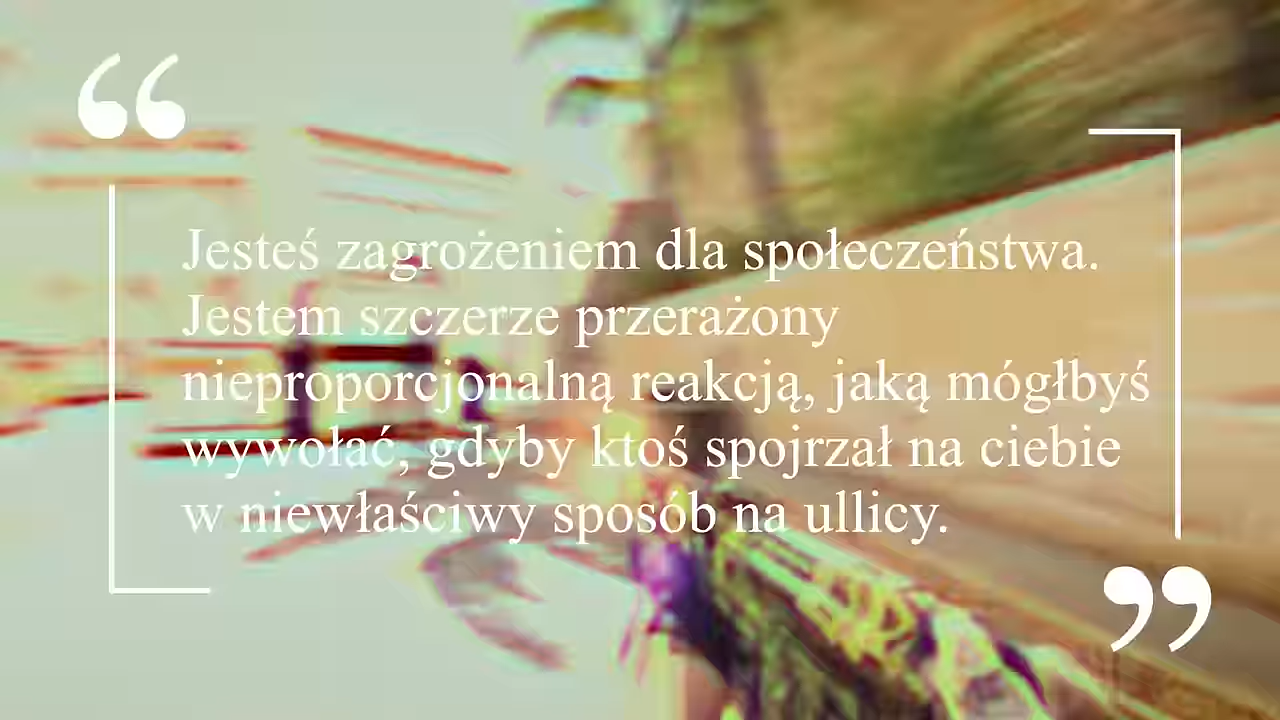 Jesteś zagrożeniem dla społeczeństwa.
Jestem szczerze przerażony
nieproporcjonalną reakcją, jaką mógłbyś
wywołać, gdyby ktoś spojrzał na ciebie
w niewłaściwy sposób na ullicy.